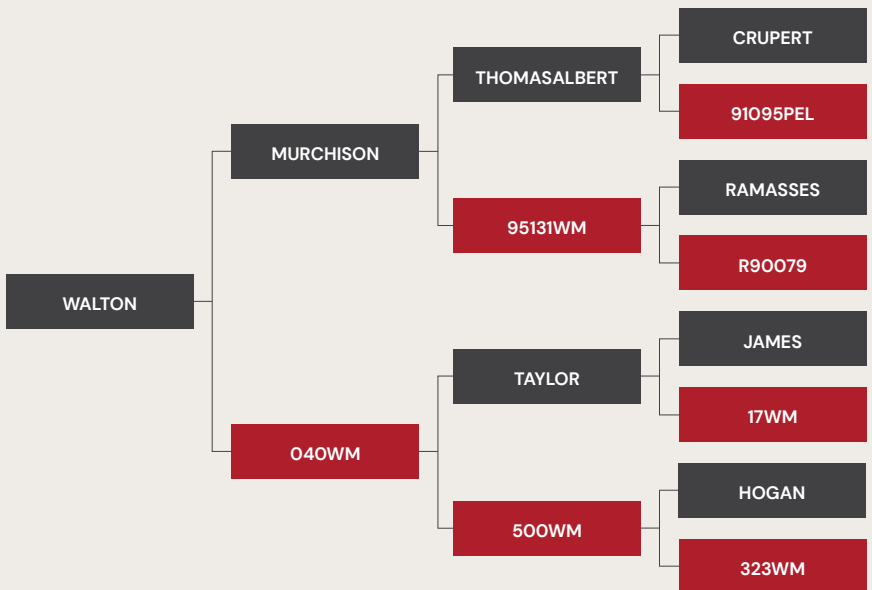 CRUPERT
THOMASALBERT
91095PEL
MURCHISON
RAMASSES
95131WM
R90079
WALTON
JAMES
TAYLOR
17WM
040WM
HOGAN
500WM
323WM